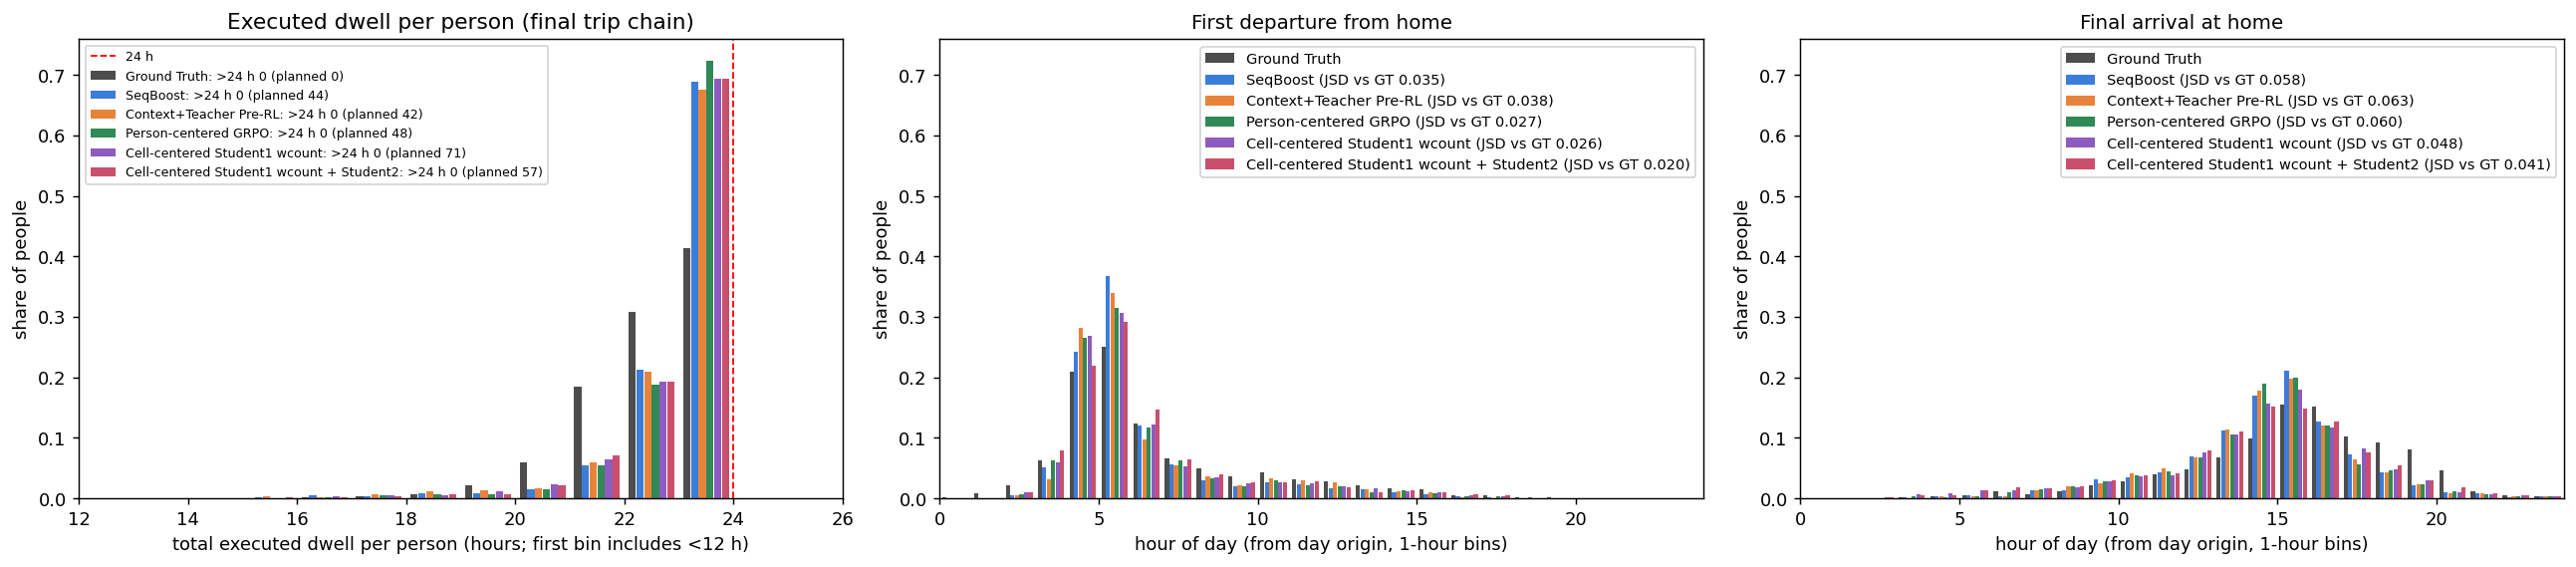 Executed dwell per person (final trip chain)
share of people
0.7
0.6
0.5
0.4
0.3
0.2
0.1
0.0
24 h
Ground Truth: >24 h 0 (planned 0)
SeqBoost: >24 h 0 (planned 44)
Context+Teacher Pre-RL: >24 h 0 (planned 42)
Person-centered GRPO: >24 h 0 (planned 48)
Cell-centered Student1 wcount: >24 h 0 (planned 71)
Cell-centered Student1 wcount + Student2: >24 h 0 (planned 57)
12 14 16 18 20 22 24 26
total executed dwell per person (hours; first bin includes <12 h)
First departure from home
share of people
0.7
0.6
0.5
0.4
0.3
0.2
0.1
0.0
Ground Truth
SeqBoost (JSD vs GT 0.035)
Context+Teacher Pre-RL (JSD vs GT 0.038)
Person-centered GRPO (JSD vs GT 0.027)
Cell-centered Student1 wcount (JSD vs GT 0.026)
Cell-centered Student1 wcount + Student2 (JSD vs GT 0.020)
0 5 10 15 20
hour of day (from day origin, 1-hour bins)
Final arrival at home
share of people
0.7
0.6
0.5
0.4
0.3
0.2
0.1
0.0
Ground Truth
SeqBoost (JSD vs GT 0.058)
Context+Teacher Pre-RL (JSD vs GT 0.063)
Person-centered GRPO (JSD vs GT 0.060)
Cell-centered Student1 wcount (JSD vs GT 0.048)
Cell-centered Student1 wcount + Student2 (JSD vs GT 0.041)
0 5 10 15 20
hour of day (from day origin, 1-hour bins)